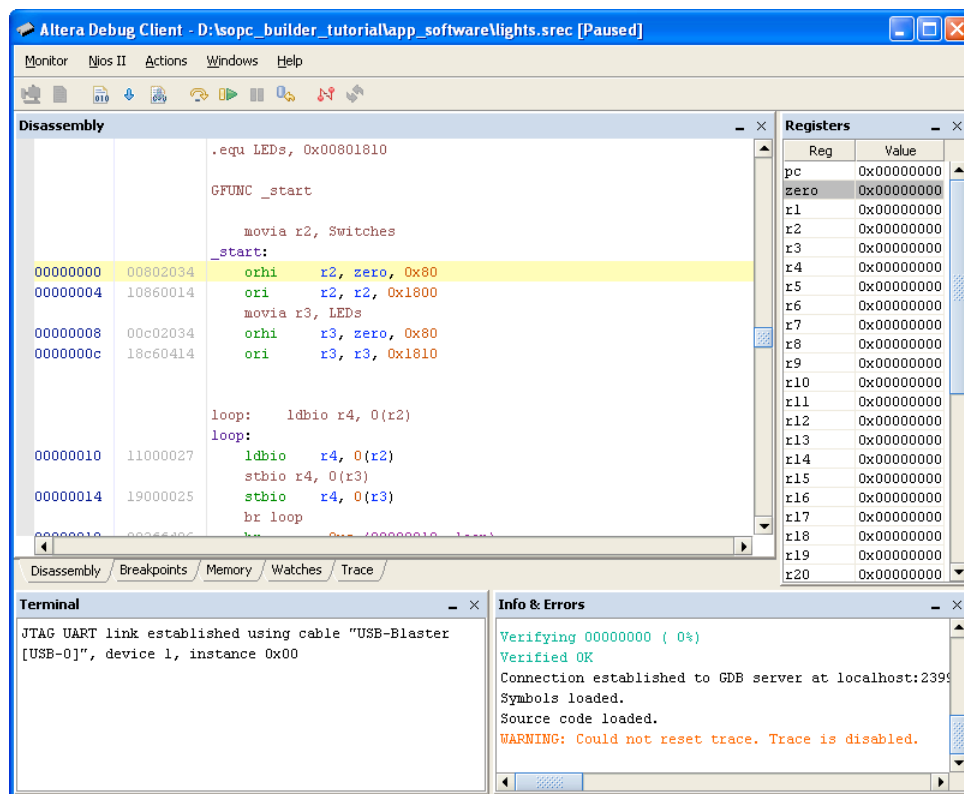 Altera Debug Client - D:\sopc_builder_tutorial\app_software\lights.srec [Paused]
Monitor Nios II Actions Windows Help
Disassembly
.equ LEDs, 0x00801810
GFUNC _start
movia r2, Switches
_start:
00000000 00802034 orhi r2, zero, 0x80
00000004 10860014 ori r2, r2, 0x1800
movia r3, LEDs
00000008 00c02034 orhi r3, zero, 0x80
0000000c 18c60414 ori r3, r3, 0x1810
loop: ldbio r4, 0(r2)
loop:
00000010 11000027 ldbio r4, 0(r2)
stbio r4, 0(r3)
00000014 19000025 stbio r4, 0(r3)
br loop
Disassembly Breakpoints Memory Watches Trace
Registers
Reg Value
pc 0x00000000
zero 0x00000000
r1 0x00000000
r2 0x00000000
r3 0x00000000
r4 0x00000000
r5 0x00000000
r6 0x00000000
r7 0x00000000
r8 0x00000000
r9 0x00000000
r10 0x00000000
r11 0x00000000
r12 0x00000000
r13 0x00000000
r14 0x00000000
r15 0x00000000
r16 0x00000000
r17 0x00000000
r18 0x00000000
r19 0x00000000
r20 0x00000000
Terminal
JTAG UART link established using cable "USB-Blaster
[USB-0]", device 1, instance 0x00
Info & Errors
Verifying 00000000 ( 0%)
Verified OK
Connection established to GDB server at localhost:2399
Symbols loaded.
Source code loaded.
WARNING: Could not reset trace. Trace is disabled.